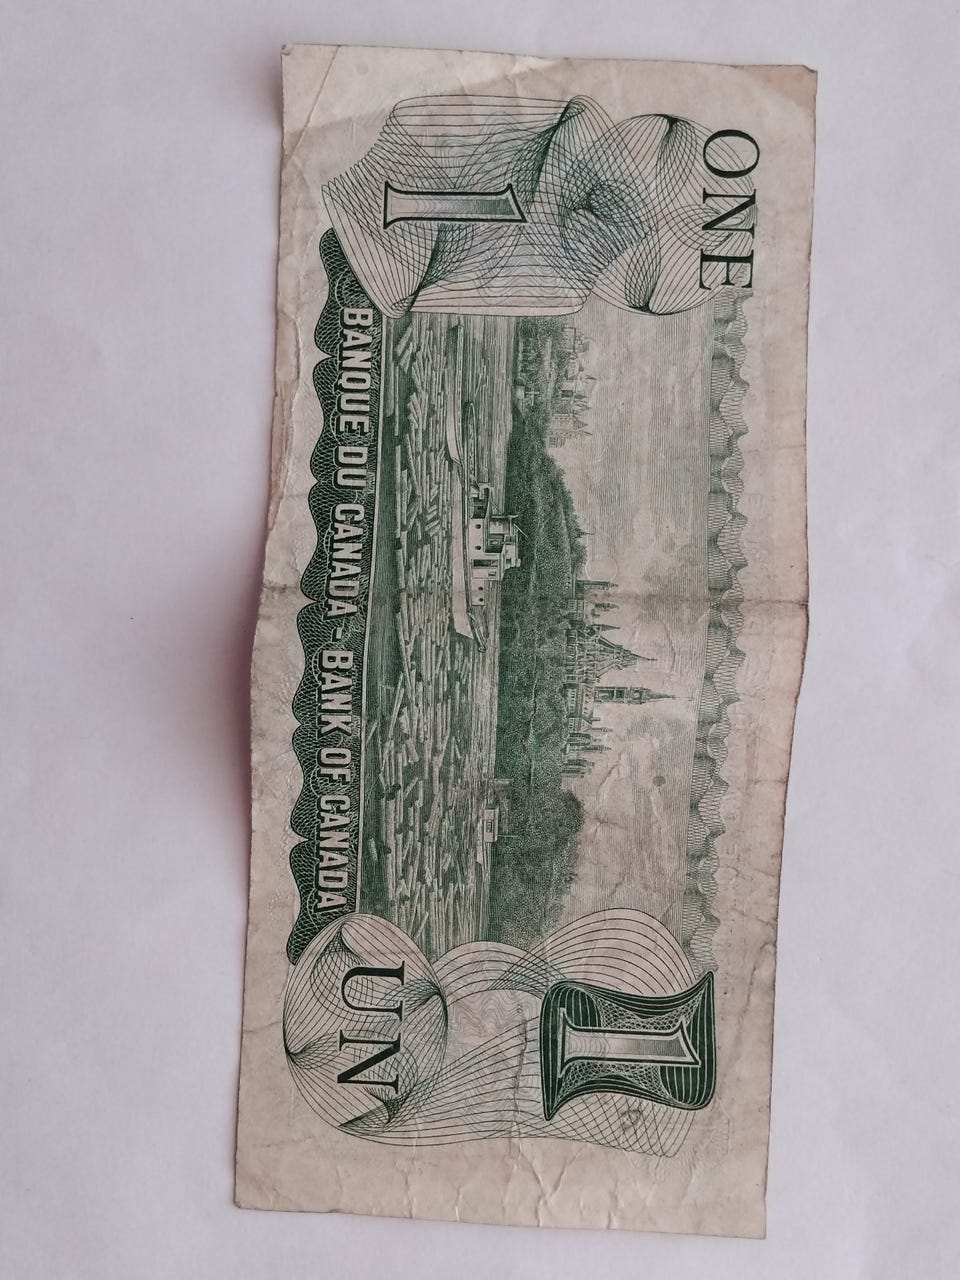 ONE
1
BANQUE DU CANADA - BANK OF CANADA
1
UN